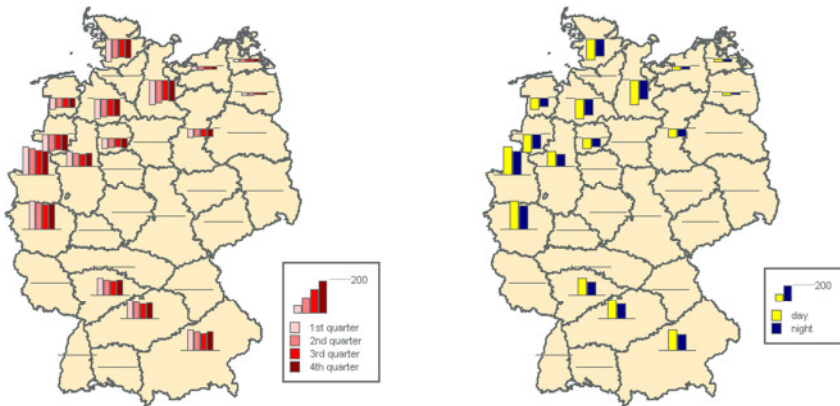 200
1st quarter
2nd quarter
3rd quarter
4th quarter
200
day
night